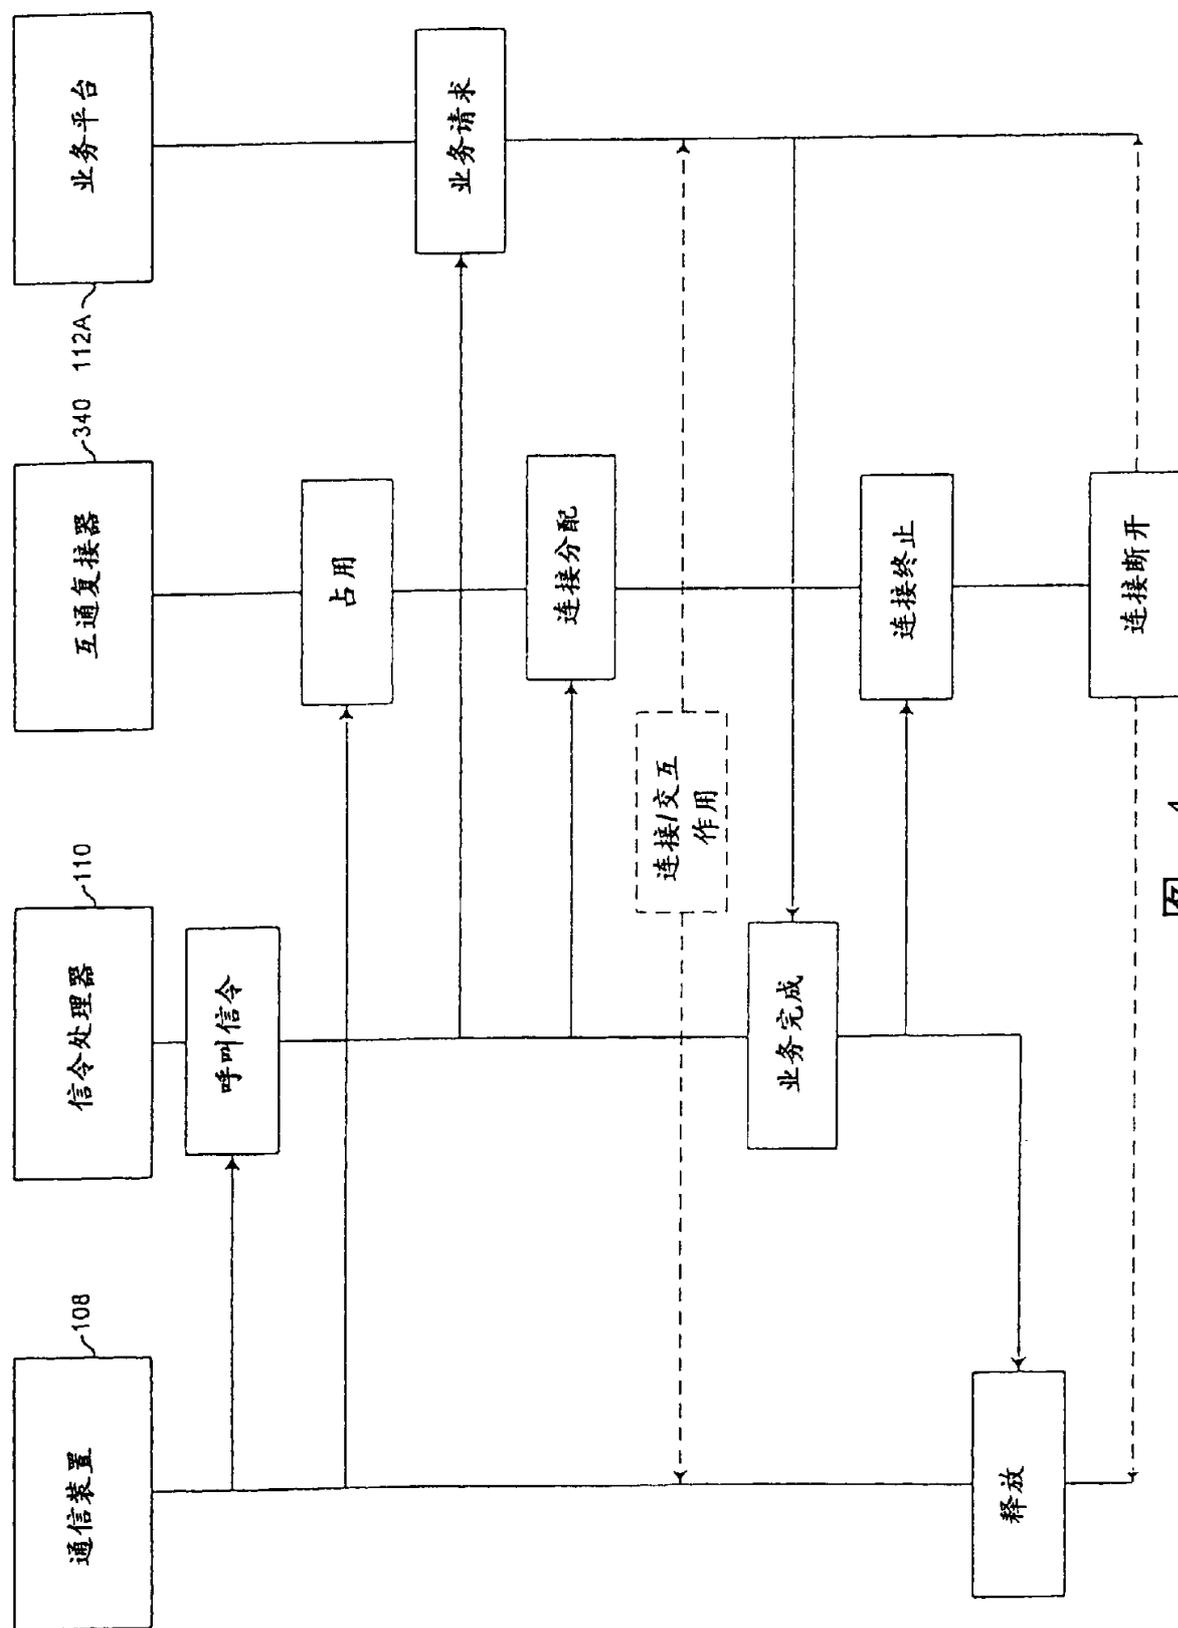 通信装置
108
信令处理器
110
互通复接器
340
业务平台
112A
呼叫信令
占用
业务请求
连接分配
连接/交互
作用
业务完成
连接终止
释放
连接断开
图 4